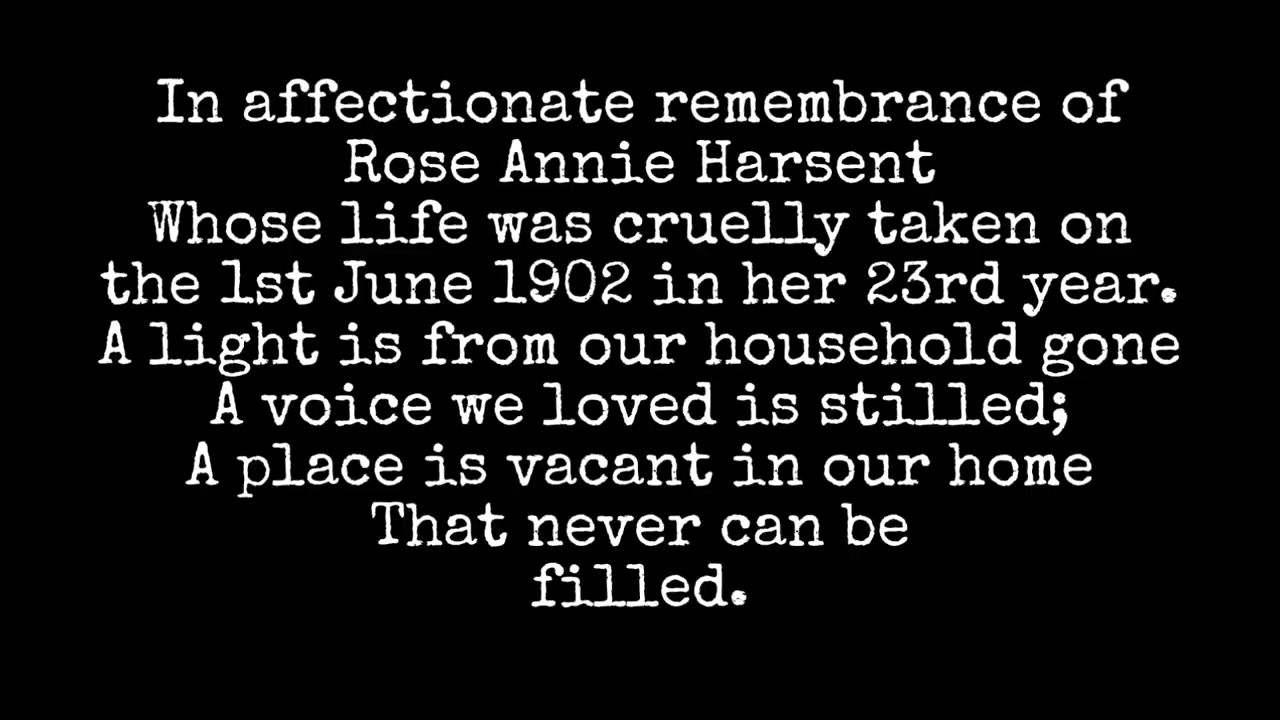 In affectionate remembrance of
Rose Annie Harsent
Whose life was cruelly taken on
the 1st June 1902 in her 23rd year.
A light is from our household gone
A voice we loved is stilled;
A place is vacant in our home
That never can be
filled.